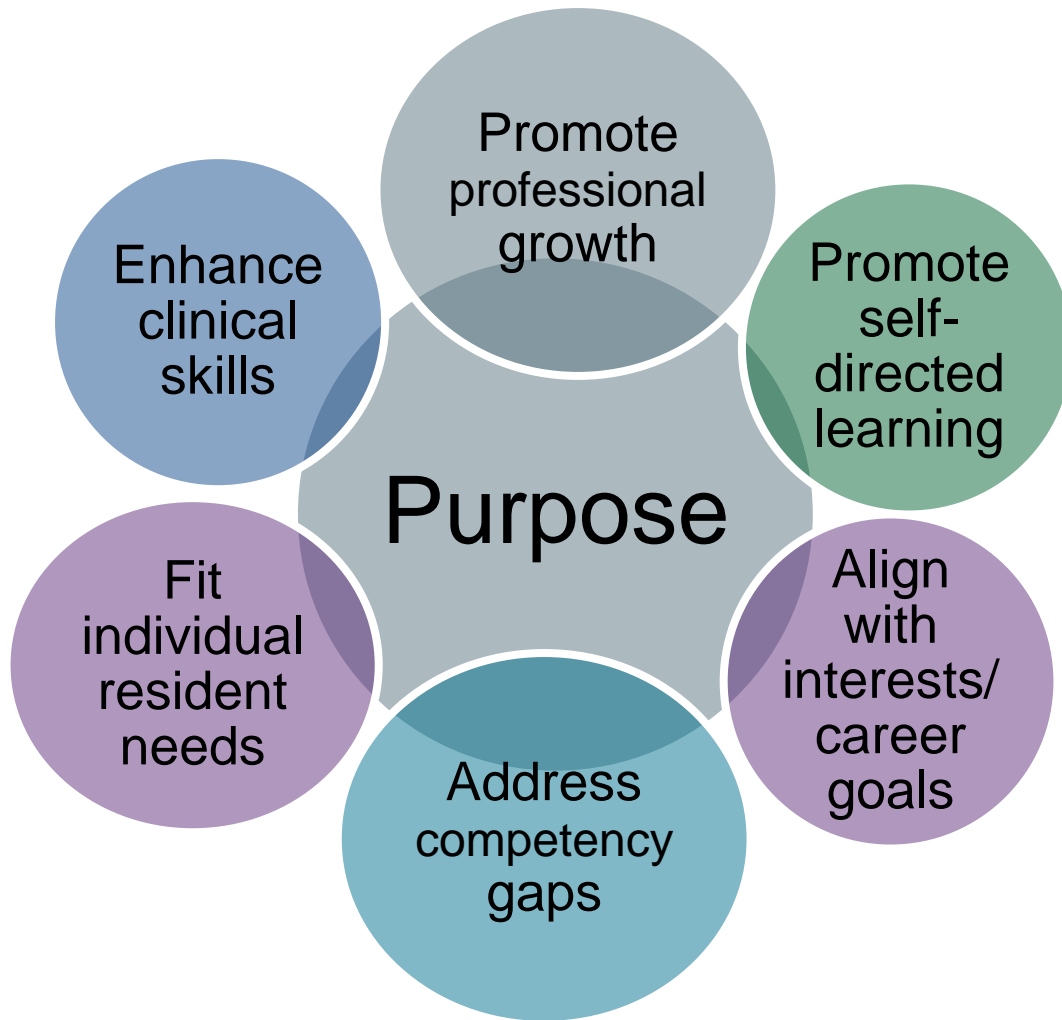 Promote
professional
growth
Promote
self-
directed
learning
Align
with
interests/
career
goals
Address
competency
gaps
Fit
individual
resident
needs
Enhance
clinical
skills
Purpose